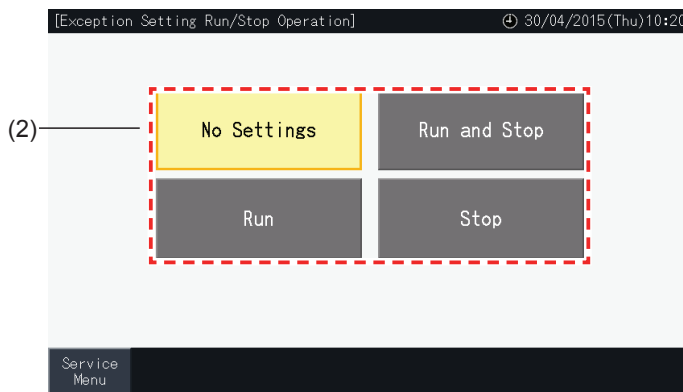 [Exception Setting Run/Stop Operation] 30/04/2015(Thu)10:20
(2)
No Settings Run and Stop
Run Stop
Service
Menu